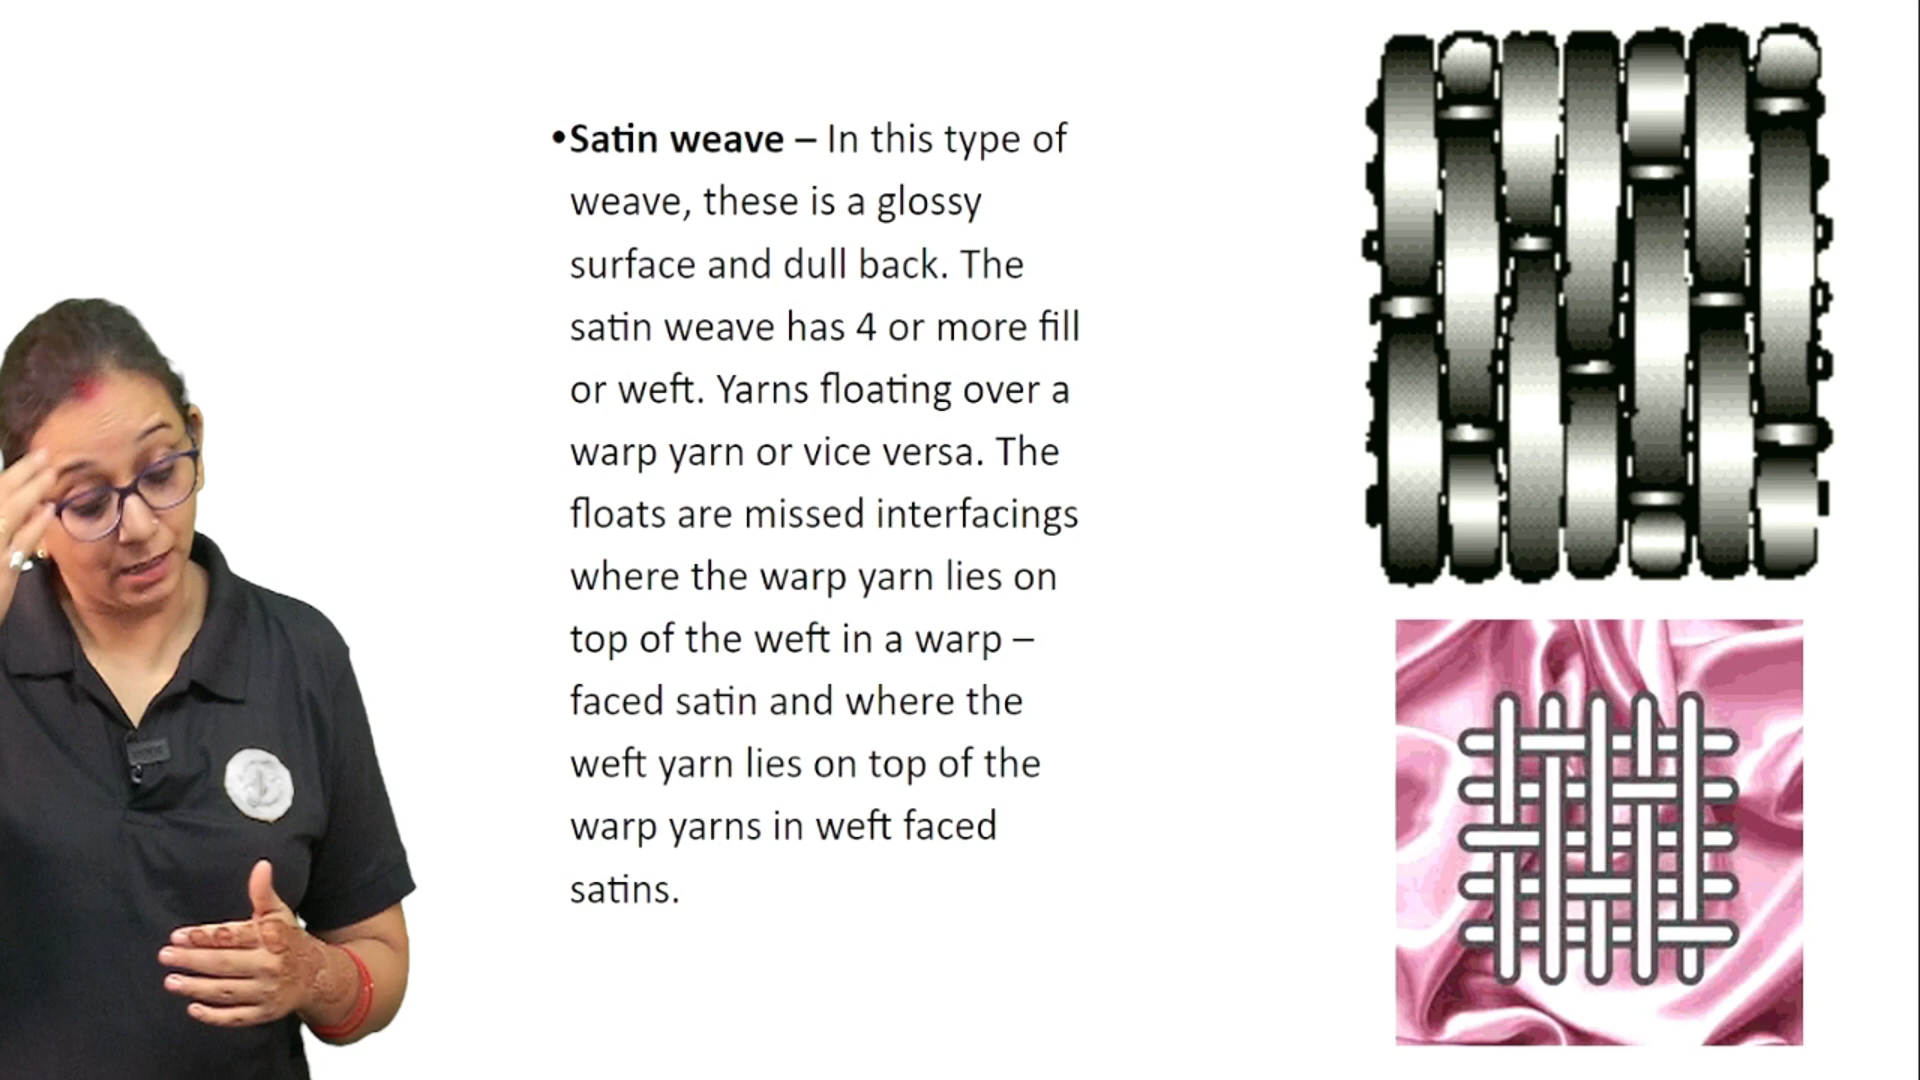 •Satin weave – In this type of
weave, these is a glossy
surface and dull back. The
satin weave has 4 or more fill
or weft. Yarns floating over a
warp yarn or vice versa. The
floats are missed interfacings
where the warp yarn lies on
top of the weft in a warp –
faced satin and where the
weft yarn lies on top of the
warp yarns in weft faced
satins.